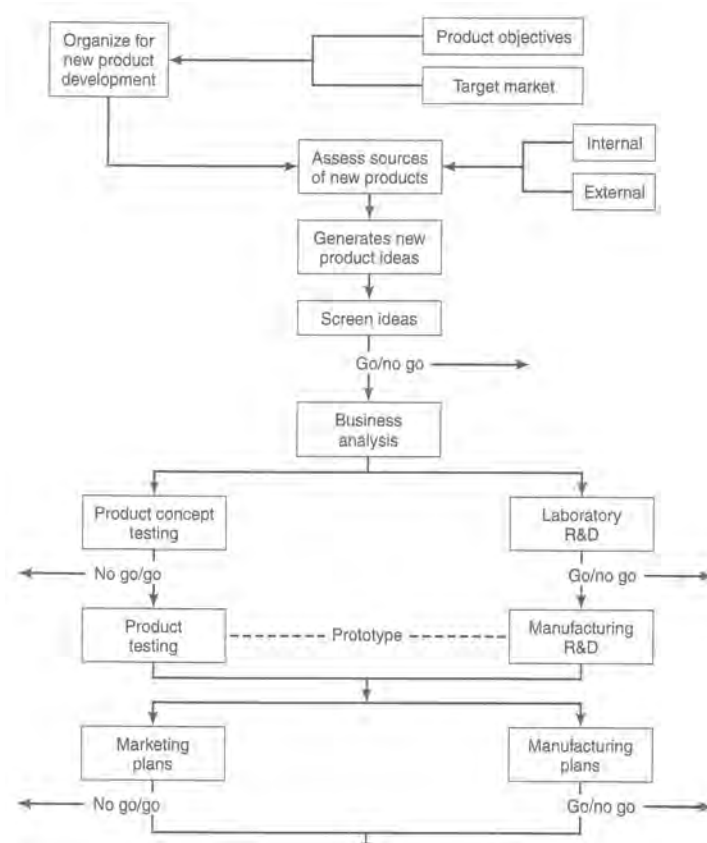 Organize for
new product
development
Product objectives
Target market
Assess sources
of new products
Internal
External
Generates new
product ideas
Screen ideas
Go/no go
Business
analysis
Product concept
testing
Laboratory
R&D
No go/go
Go/no go
Product
testing
Prototype
Manufacturing
R&D
Marketing
plans
Manufacturing
plans
No go/go
Go/no go